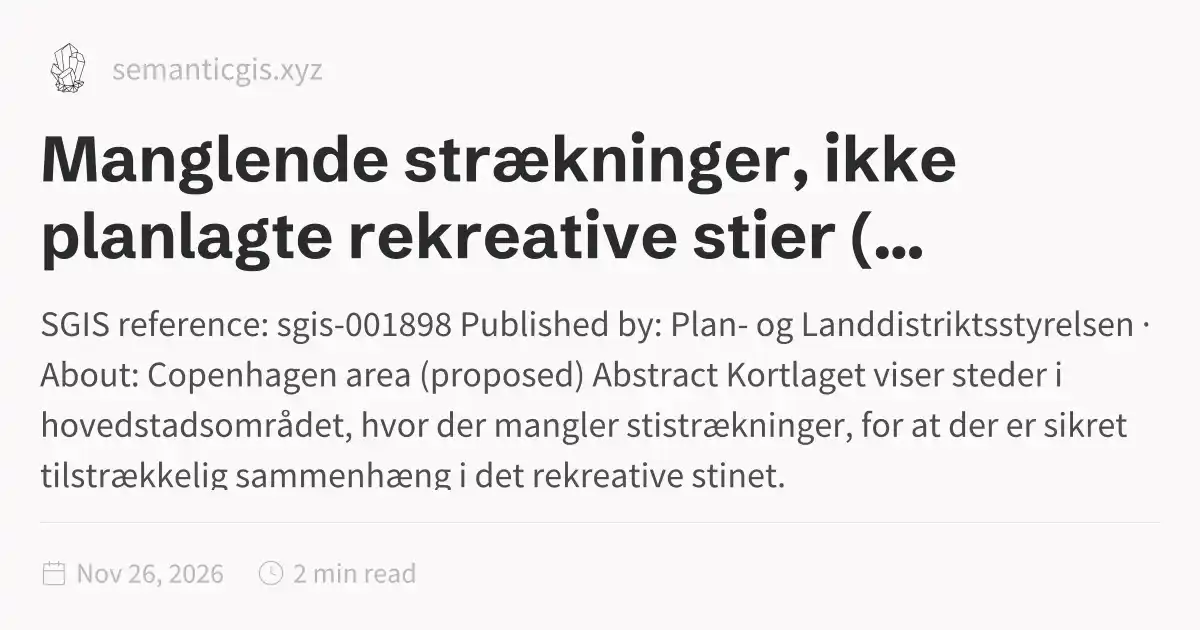 semanticgis.xyz
Manglende strækninger, ikke
planlagte rekreative stier (...
SGIS reference: sgis-001898 Published by: Plan- og Landdistriktsstyrelsen ·
About: Copenhagen area (proposed) Abstract Kortlaget viser steder i
hovedstadsområdet, hvor der mangler stistrækninger, for at der er sikret
tilstrækkelig sammenhæng i det rekreative stinet.
Nov 26, 2026 2 min read